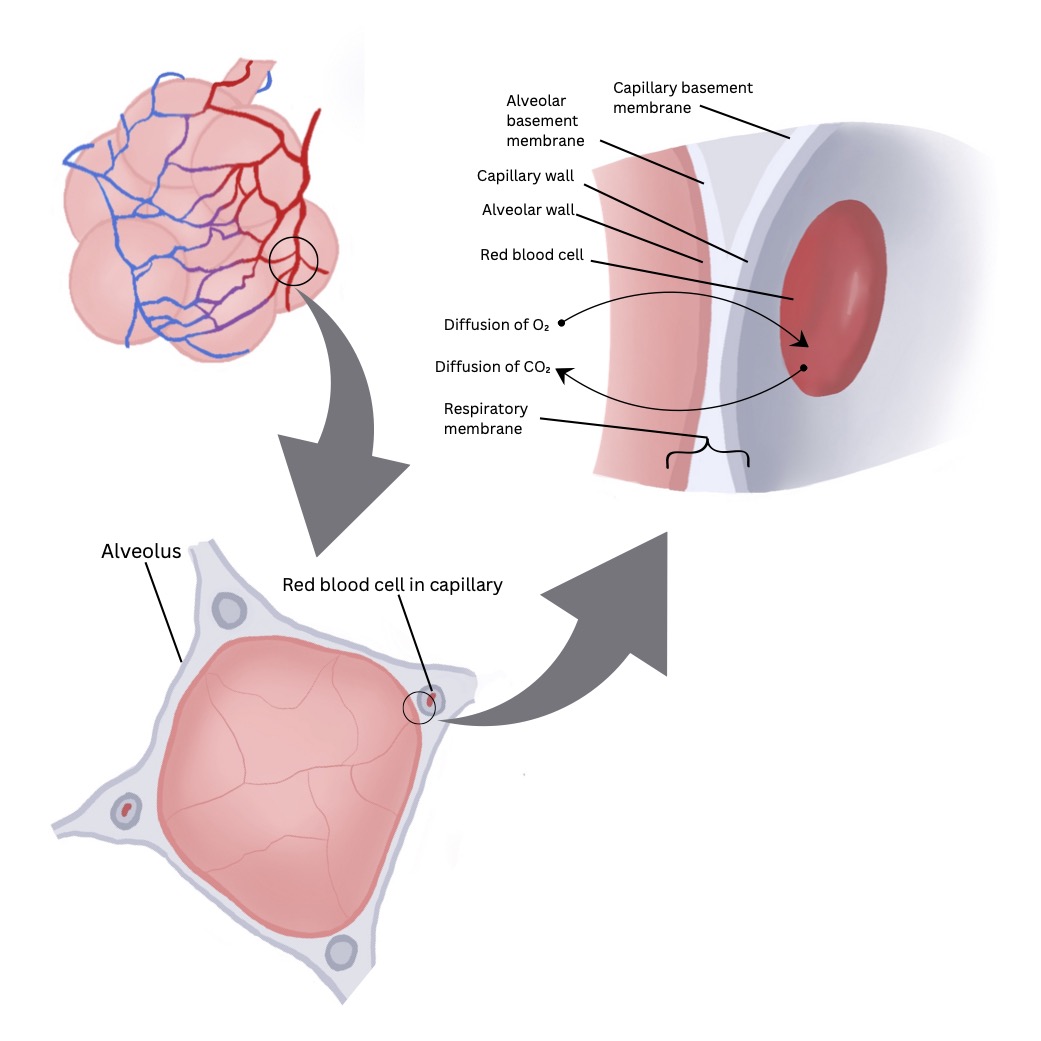 Capillary basement
membrane
Alveolar
basement
membrane
Capillary wall
Alveolar wall
Red blood cell
Diffusion of O₂
Diffusion of CO₂
Respiratory
membrane
Alveolus
Red blood cell in capillary